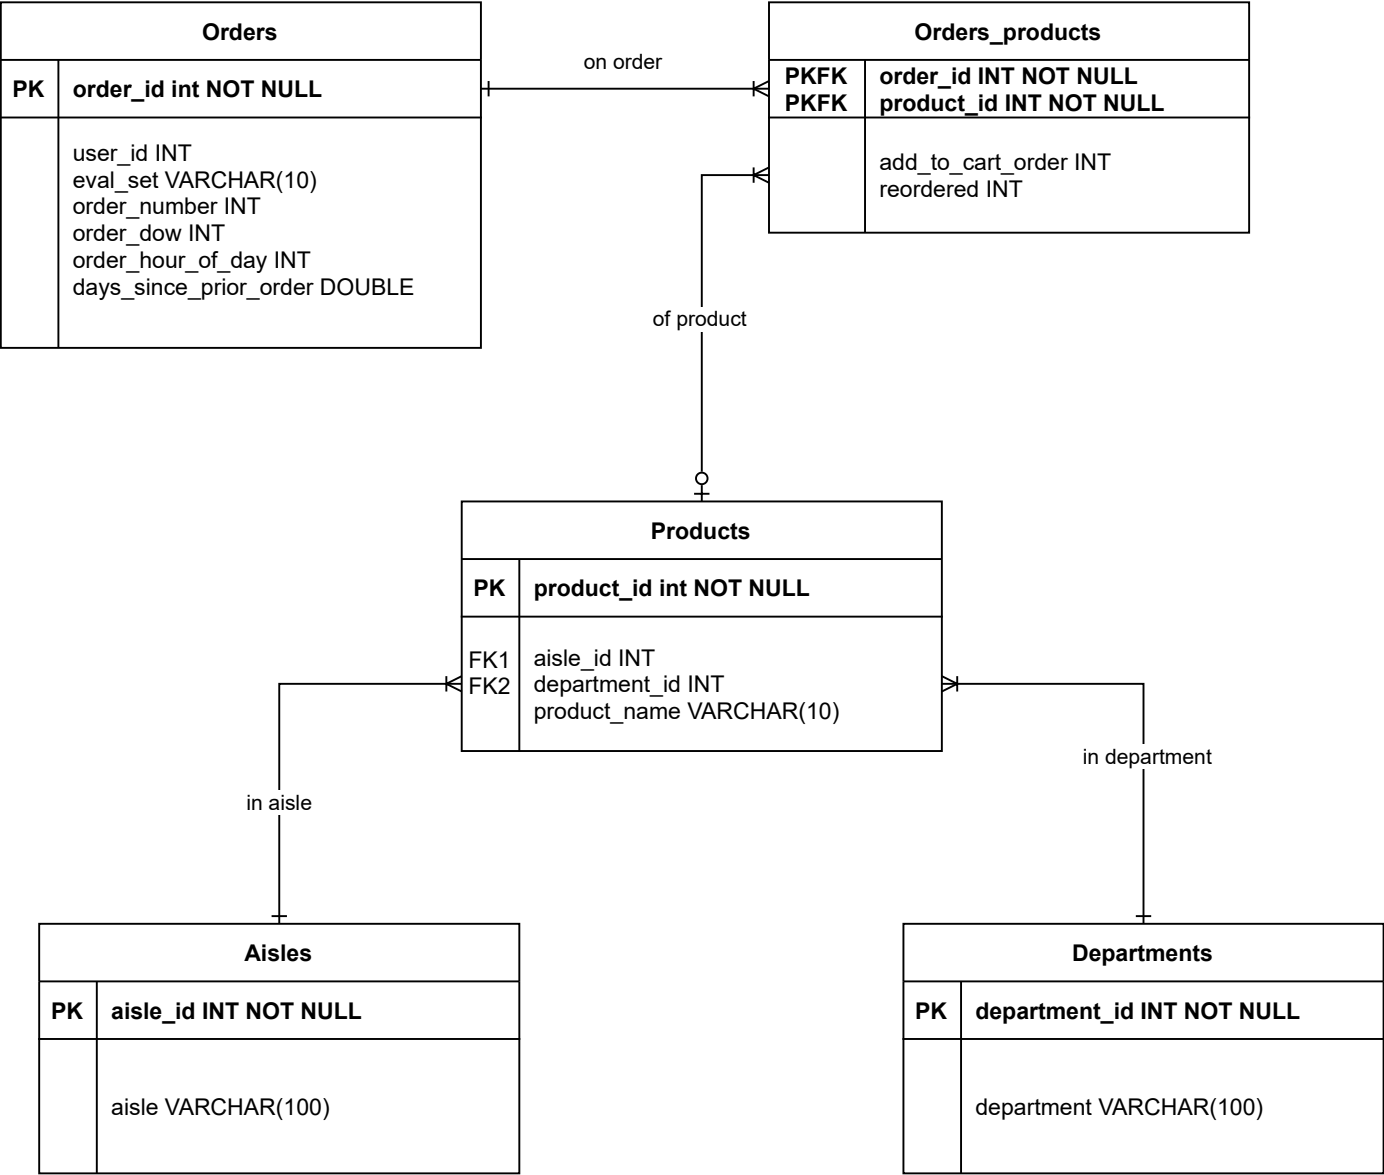 Orders
PK order_id int NOT NULL
user_id INT
eval_set VARCHAR(10)
order_number INT
order_dow INT
order_hour_of_day INT
days_since_prior_order DOUBLE
on order
Orders_products
PKFK order_id INT NOT NULL
PKFK product_id INT NOT NULL
add_to_cart_order INT
reordered INT
of product
Products
PK product_id int NOT NULL
FK1 aisle_id INT
FK2 department_id INT
product_name VARCHAR(10)
in aisle
in department
Aisles
PK aisle_id INT NOT NULL
aisle VARCHAR(100)
Departments
PK department_id INT NOT NULL
department VARCHAR(100)